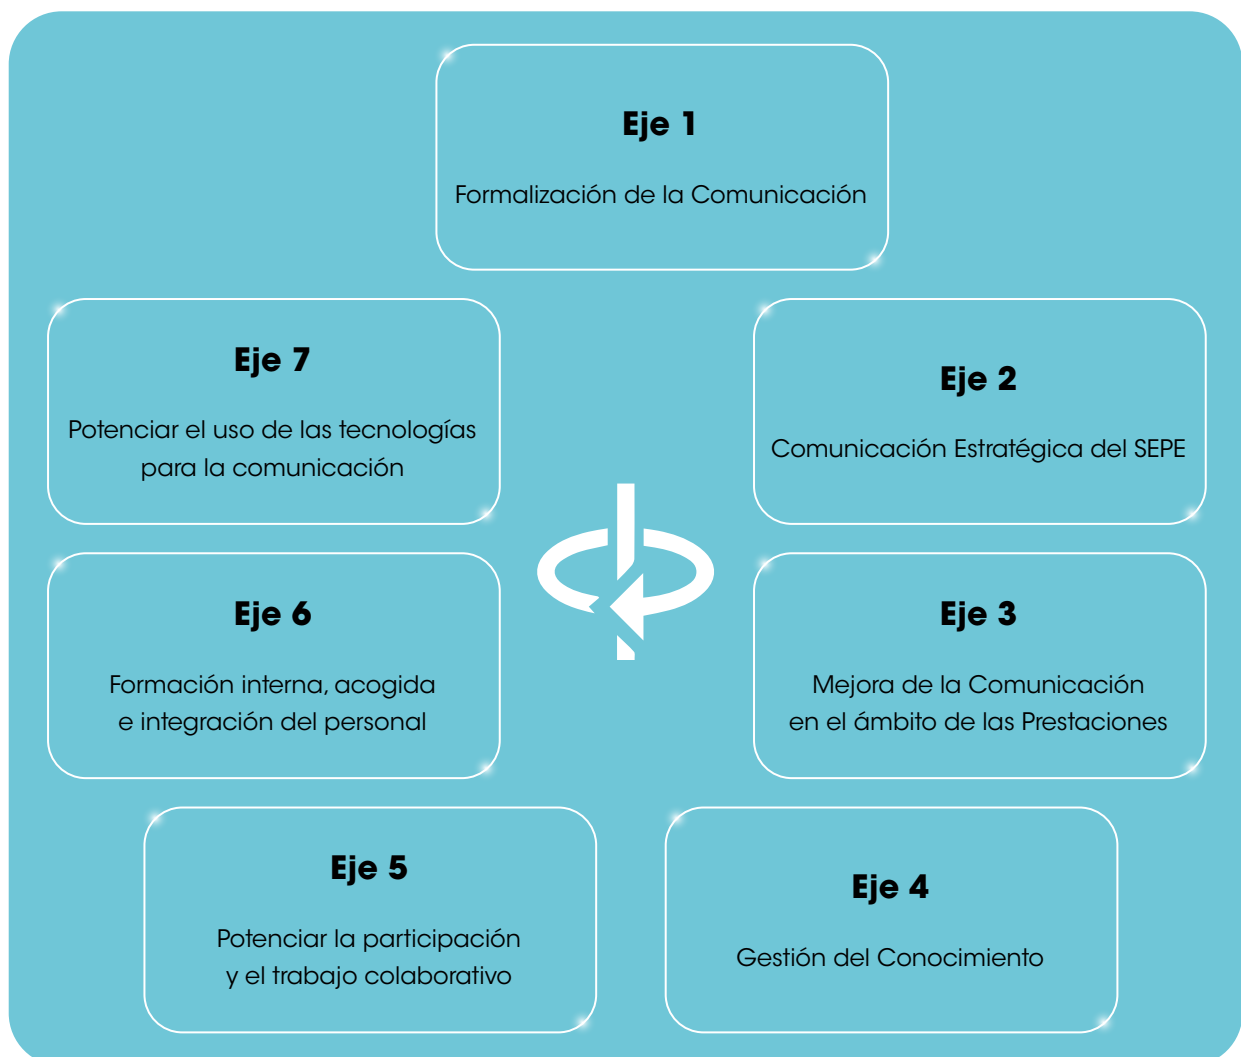 Eje 1
Formalización de la Comunicación
Eje 7
Potenciar el uso de las tecnologías
para la comunicación
Eje 2
Comunicación Estratégica del SEPE
Eje 6
Formación interna, acogida
e integración del personal
Eje 3
Mejora de la Comunicación
en el ámbito de las Prestaciones
Eje 5
Potenciar la participación
y el trabajo colaborativo
Eje 4
Gestión del Conocimiento